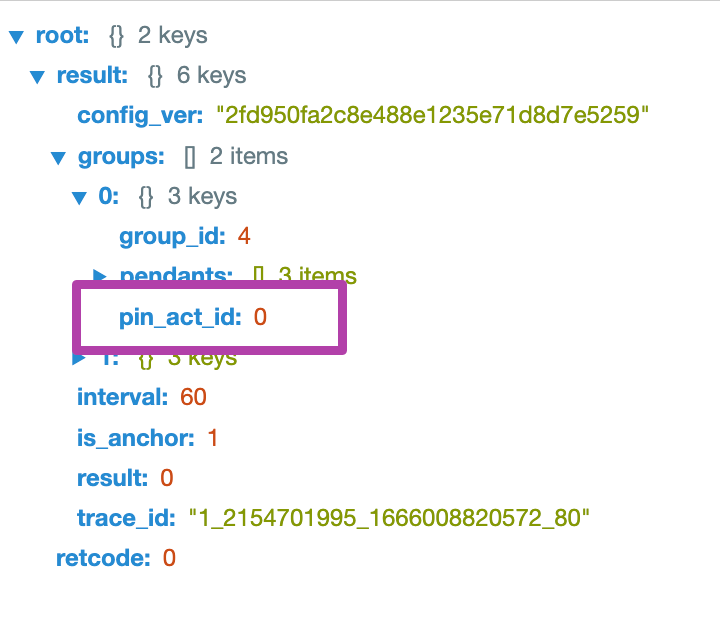 root: {} 2 keys
result: {} 6 keys
config_ver: "2fd950fa2c8e488e1235e71d8d7e5259"
groups: [] 2 items
0: {} 3 keys
group_id: 4
pendants: [] 3 items
pin_act_id: 0
1: {} 3 keys
interval: 60
is_anchor: 1
result: 0
trace_id: "1_2154701995_1666008820572_80"
retcode: 0